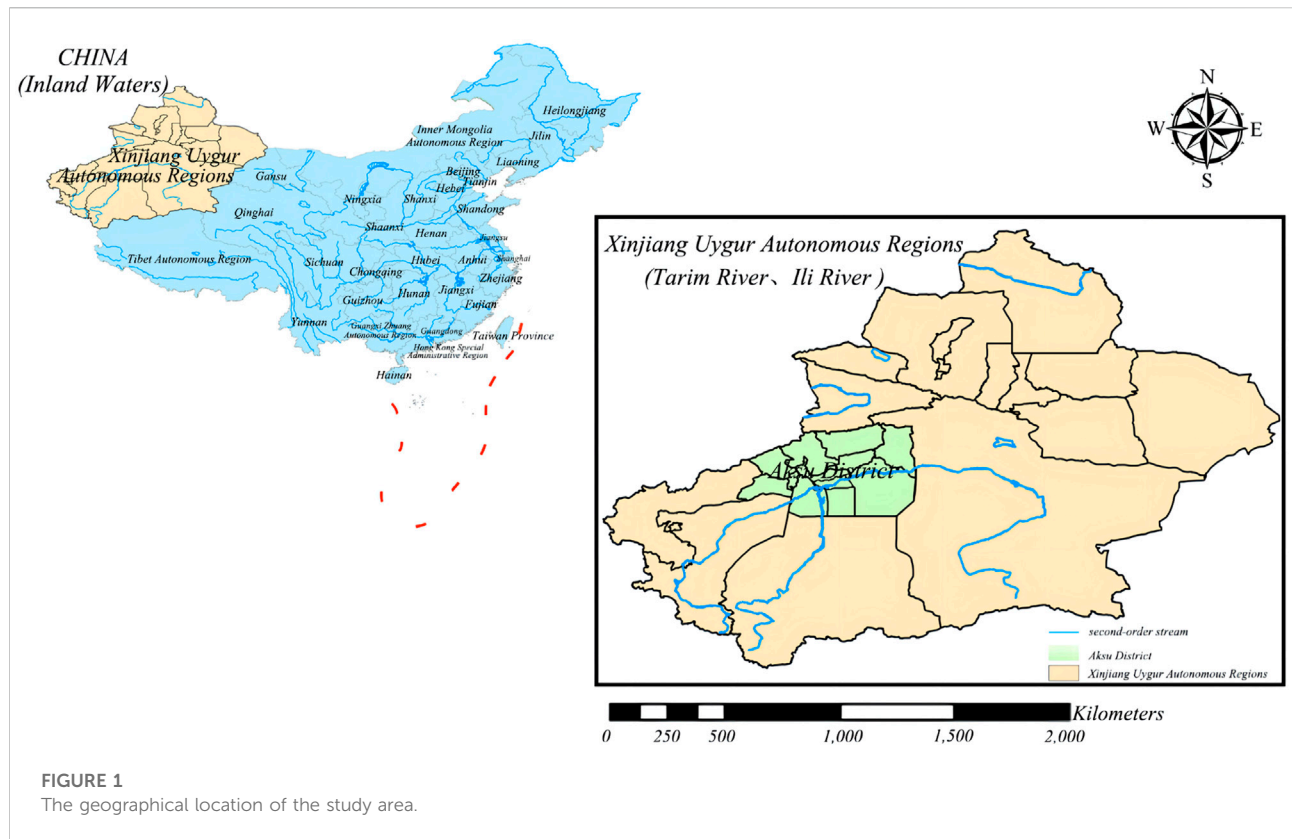 CHINA
(Inland Waters)
Xinjiang Uygur
Autonomous Regions
Heilongjiang
Inner Mongolia
Autonomous Region
Jilin
Liaoning
Beijing
Tianjin
Hebei
Gansu
Ningxia
Shanxi
Shandong
Qinghai
Shaanxi
Henan
Jiangxu
Tibet Autonomous Region
Sichuan
Hubei
Anhui
Shanghai
Chongqing
Zhejiang
Hunan
Jiangxi
Guizhou
Fujian
Yunnan
Guangxi Zhuang
Autonomous Region
Guangdong
Taiwan Province
Hong Kong Special
Administrative Region
Hainan
N
W
E
S
Xinjiang Uygur Autonomous Regions
(Tarim River、Ili River )
Aksu District
second-order stream
Aksu District
Xinjiang Uygur Autonomous Regions
Kilometers
0 250 500 1,000 1,500 2,000
FIGURE 1
The geographical location of the study area.